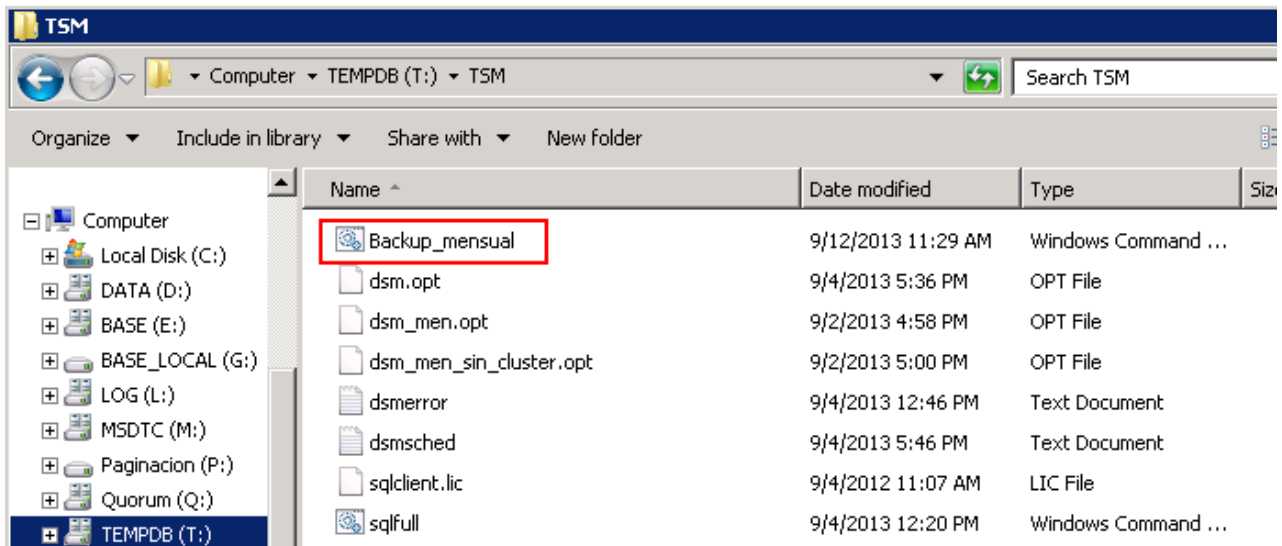 TSM
Computer TEMPDB (T:) TSM Search TSM
Organize Include in library Share with New folder
Name Date modified Type
Computer
Local Disk (C:)
DATA (D:)
BASE (E:)
BASE_LOCAL (G:)
LOG (L:)
MSDTC (M:)
Paginacion (P:)
Quorum (Q:)
TEMPDB (T:)
Backup_mensual 9/12/2013 11:29 AM Windows Command ...
dsm.opt 9/4/2013 5:36 PM OPT File
dsm_men.opt 9/2/2013 4:58 PM OPT File
dsm_men_sin_cluster.opt 9/2/2013 5:00 PM OPT File
dsmerror 9/4/2013 12:46 PM Text Document
dsmsched 9/4/2013 5:46 PM Text Document
sqlclient.lic 9/4/2012 11:07 AM LIC File
sqlfull 9/4/2013 12:20 PM Windows Command ...